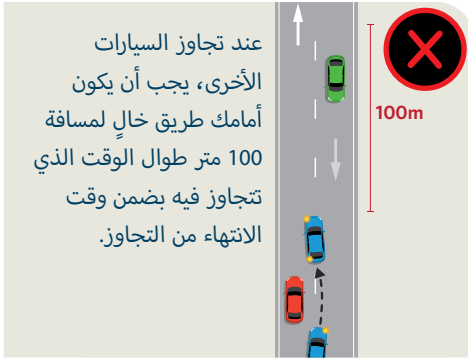 عند تجاوز السيارات
الأخرى، يجب أن يكون
أمامك طريق خالٍ لمسافة
100 متر طوال الوقت الذي
تتجاوز فيه بضمن وقت
الانتهاء من التجاوز.
100m